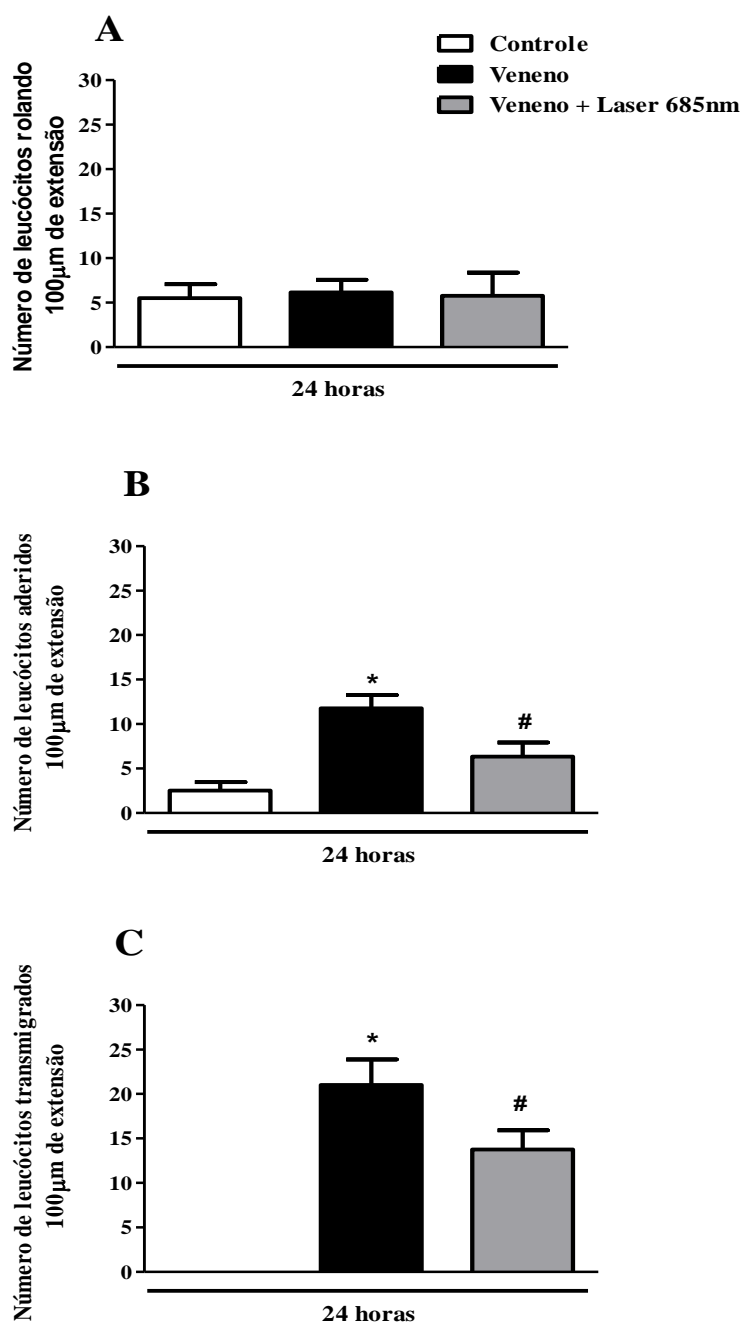 A
Controle
Veneno
Veneno + Laser 685nm
Número de leucócitos rolando
100µm de extensão
30
25
20
15
10
5
0
24 horas
B
Número de leucócitos aderidos
100µm de extensão
30
25
20
15
10
5
0
*
#
24 horas
C
Número de leucócitos transmigrados
100µm de extensão
30
25
20
15
10
5
0
*
#
24 horas